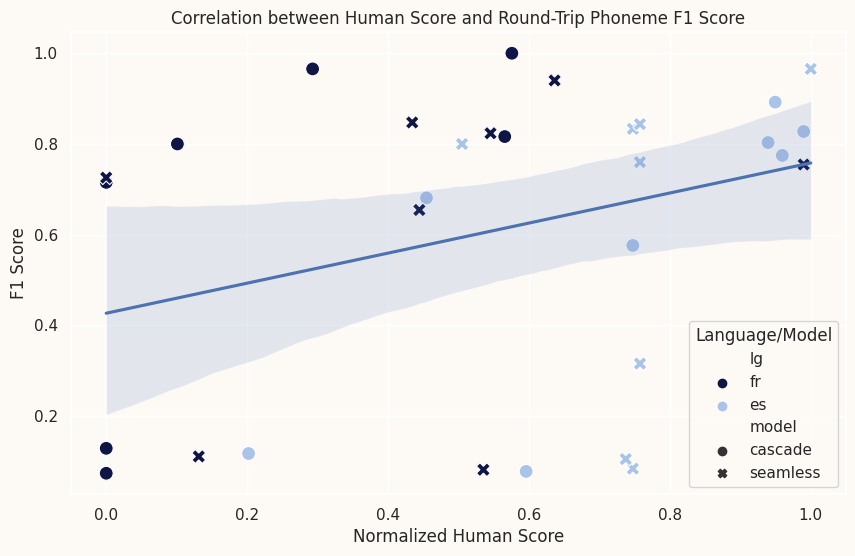 Correlation between Human Score and Round-Trip Phoneme F1 Score
1.0
0.8
0.6
0.4
0.2
F1 Score
Language/Model
lg
fr
es
model
cascade
seamless
0.0 0.2 0.4 0.6 0.8 1.0
Normalized Human Score